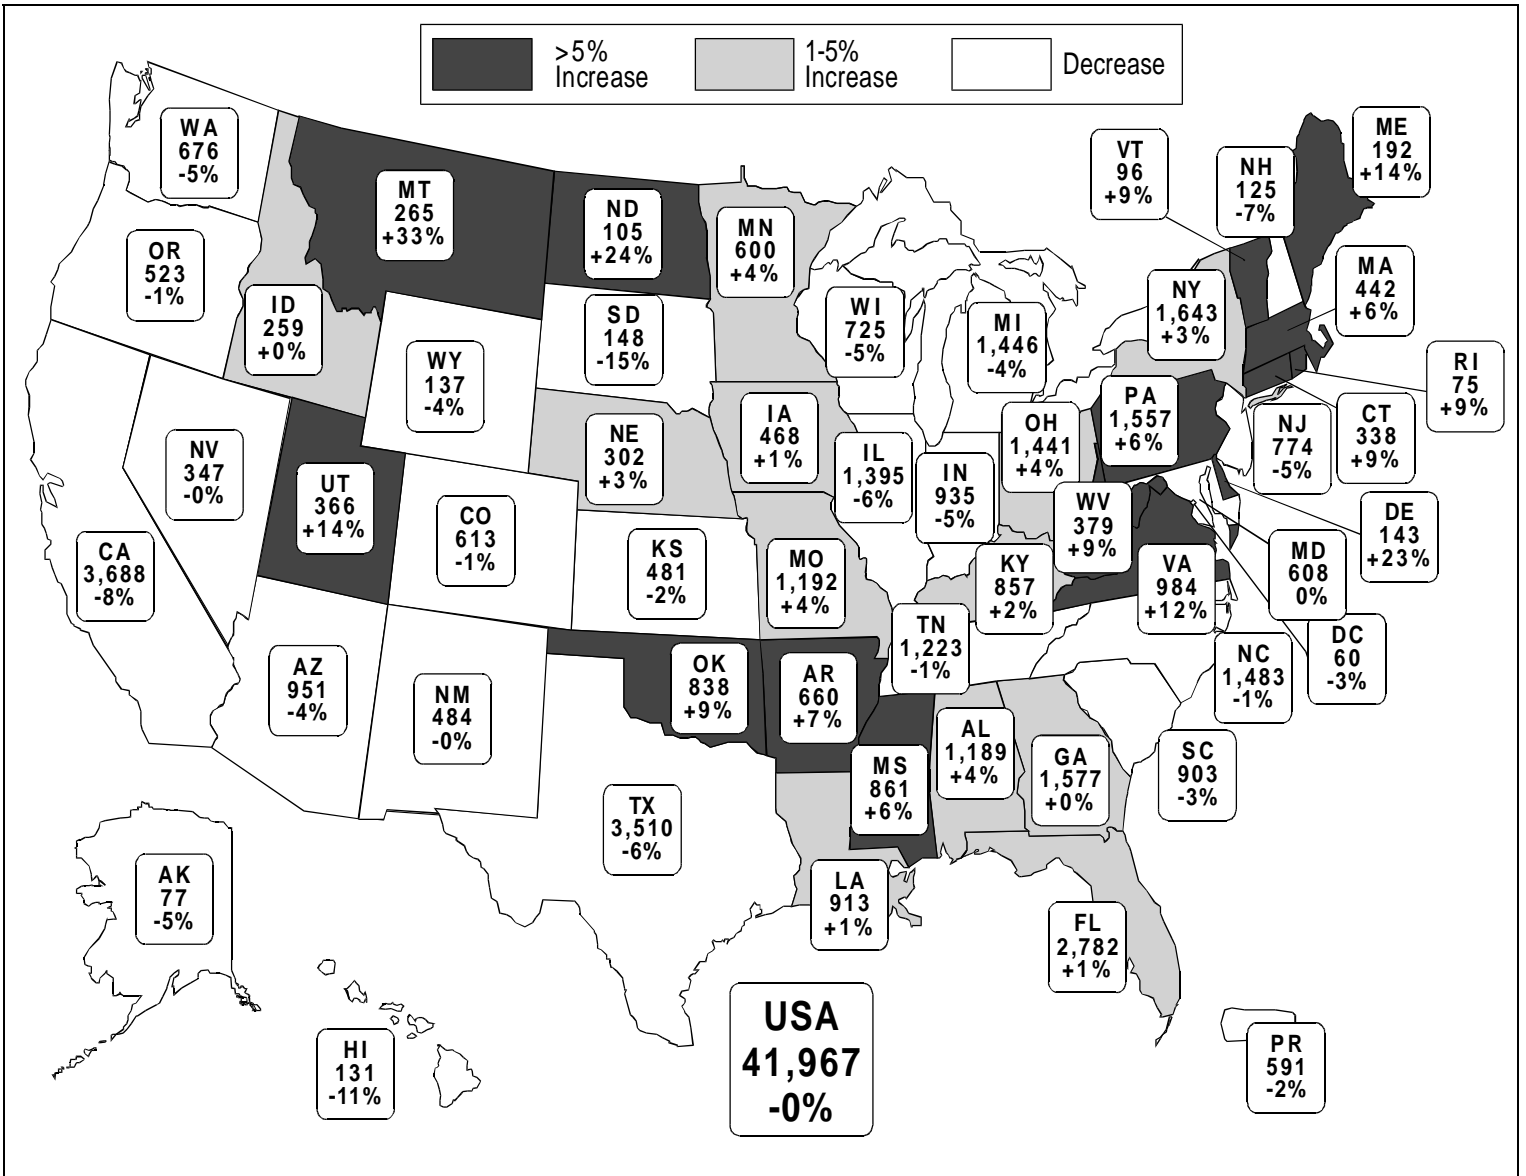 >5%
Increase
1-5%
Increase
Decrease
WA
676
-5%
MT
265
+33%
ND
105
+24%
MN
600
+4%
VT
96
+9%
NH
125
-7%
ME
192
+14%
OR
523
-1%
ID
259
+0%
WY
137
-4%
SD
148
-15%
WI
725
-5%
MI
1,446
-4%
NY
1,643
+3%
MA
442
+6%
RI
75
+9%
NV
347
-0%
UT
366
+14%
CO
613
-1%
NE
302
+3%
IA
468
+1%
IL
1,395
-6%
IN
935
-5%
OH
1,441
+4%
PA
1,557
+6%
NJ
774
-5%
CT
338
+9%
CA
3,688
-8%
KS
481
-2%
MO
1,192
+4%
KY
857
+2%
WV
379
+9%
VA
984
+12%
MD
608
0%
DE
143
+23%
AZ
951
-4%
NM
484
-0%
OK
838
+9%
AR
660
+7%
TN
1,223
-1%
NC
1,483
-1%
DC
60
-3%
TX
3,510
-6%
MS
861
+6%
AL
1,189
+4%
GA
1,577
+0%
SC
903
-3%
AK
77
-5%
LA
913
+1%
FL
2,782
+1%
HI
131
-11%
USA
41,967
-0%
PR
591
-2%